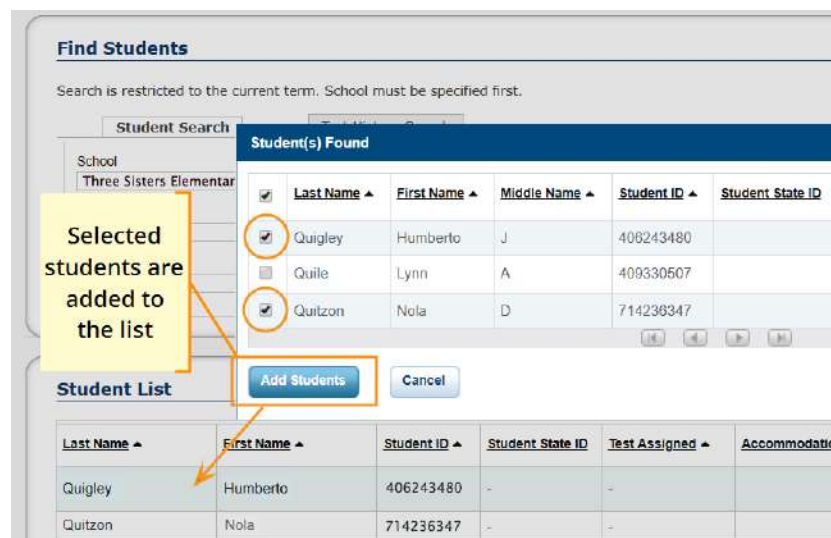 Find Students
Search is restricted to the current term. School must be specified first.
Student Search
School
Three Sisters Elementar
Student(s) Found
Last Name First Name Middle Name Student ID Student State ID
Quigley Humberto J 406243480
Quile Lynn A 409330507
Quitzon Nola D 714236347
Selected
students are
added to
the list
Add Students Cancel
Student List
Last Name First Name Student ID Student State ID Test Assigned Accommodatio
Quigley Humberto 406243480 - -
Quitzon Nola 714236347 - -